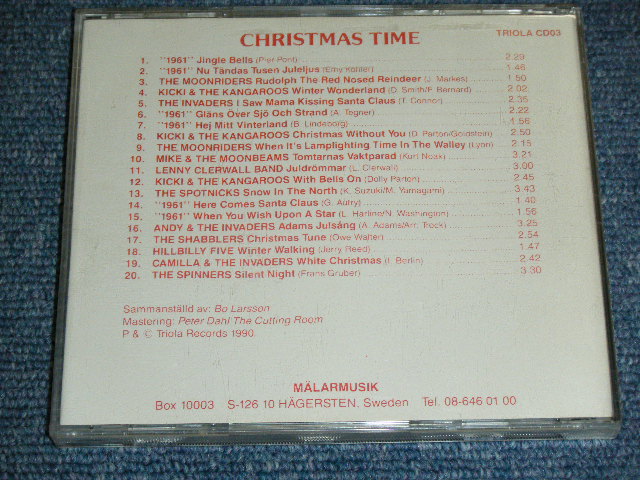 CHRISTMAS TIME
TRIOLA CD03
1. "1961" Jingle Bells (Pier Pont) 2.29
2. "1961" Nu Tändas Tusen Juleljus (Emy Köhler) 1.46
3. THE MOONRIDERS Rudolph The Red Nosed Reindeer (J. Markes) 1.50
4. KICKI & THE KANGAROOS Winter Wonderland (D. Smith/F. Bernard) 2.02
5. THE INVADERS I Saw Mama Kissing Santa Claus (T. Connor) 2.35
6. "1961" Gläns Över Sjö Och Strand (A. Tegner) 2.22
7. "1961" Hej Mitt Vinterland (B. Lindeborg) 1.56
8. KICKI & THE KANGAROOS Christmas Without You (D. Parton/Goldstein) 2.50
9. THE MOONRIDERS When It's Lamplighting Time In The Walley (Lyon) 2.15
10. MIKE & THE MOONBEAMS Tomtarnas Vaktparad (Kurt Noak) 3.21
11. LENNY CLERWALL BAND Juldrömmar (L. Clerwall) 3.00
12. KICKI & THE KANGAROOS With Bells On (Dolly Parton) 2.45
13. THE SPOTNICKS Snow In The North (K. Suzuki/M. Yamagumi) 3.43
14. "1961" Here Comes Santa Claus (G. Autry) 1.40
15. "1961" When You Wish Upon A Star (L. Harline/N. Washington) 1.56
16. ANDY & THE INVADERS Adams Julsång (A. Adams/Arr. Trock) 3.25
17. THE SHABBLERS Christmas Tune (Owe Walter) 2.54
18. HILLBILLY FIVE Winter Walking (Jerry Reed) 1.47
19. CAMILLA & THE INVADERS White Christmas (I. Berlin) 2.42
20. THE SPINNERS Silent Night (Frans Gruber) 3.30
Sammanställd av: Bo Larsson
Mastering: Peter Dahl The Cutting Room
P & © Triola Records 1990.
MÄLARMUSIK
Box 10003 S-126 10 HÄGERSTEN, Sweden Tel. 08-646 01 00